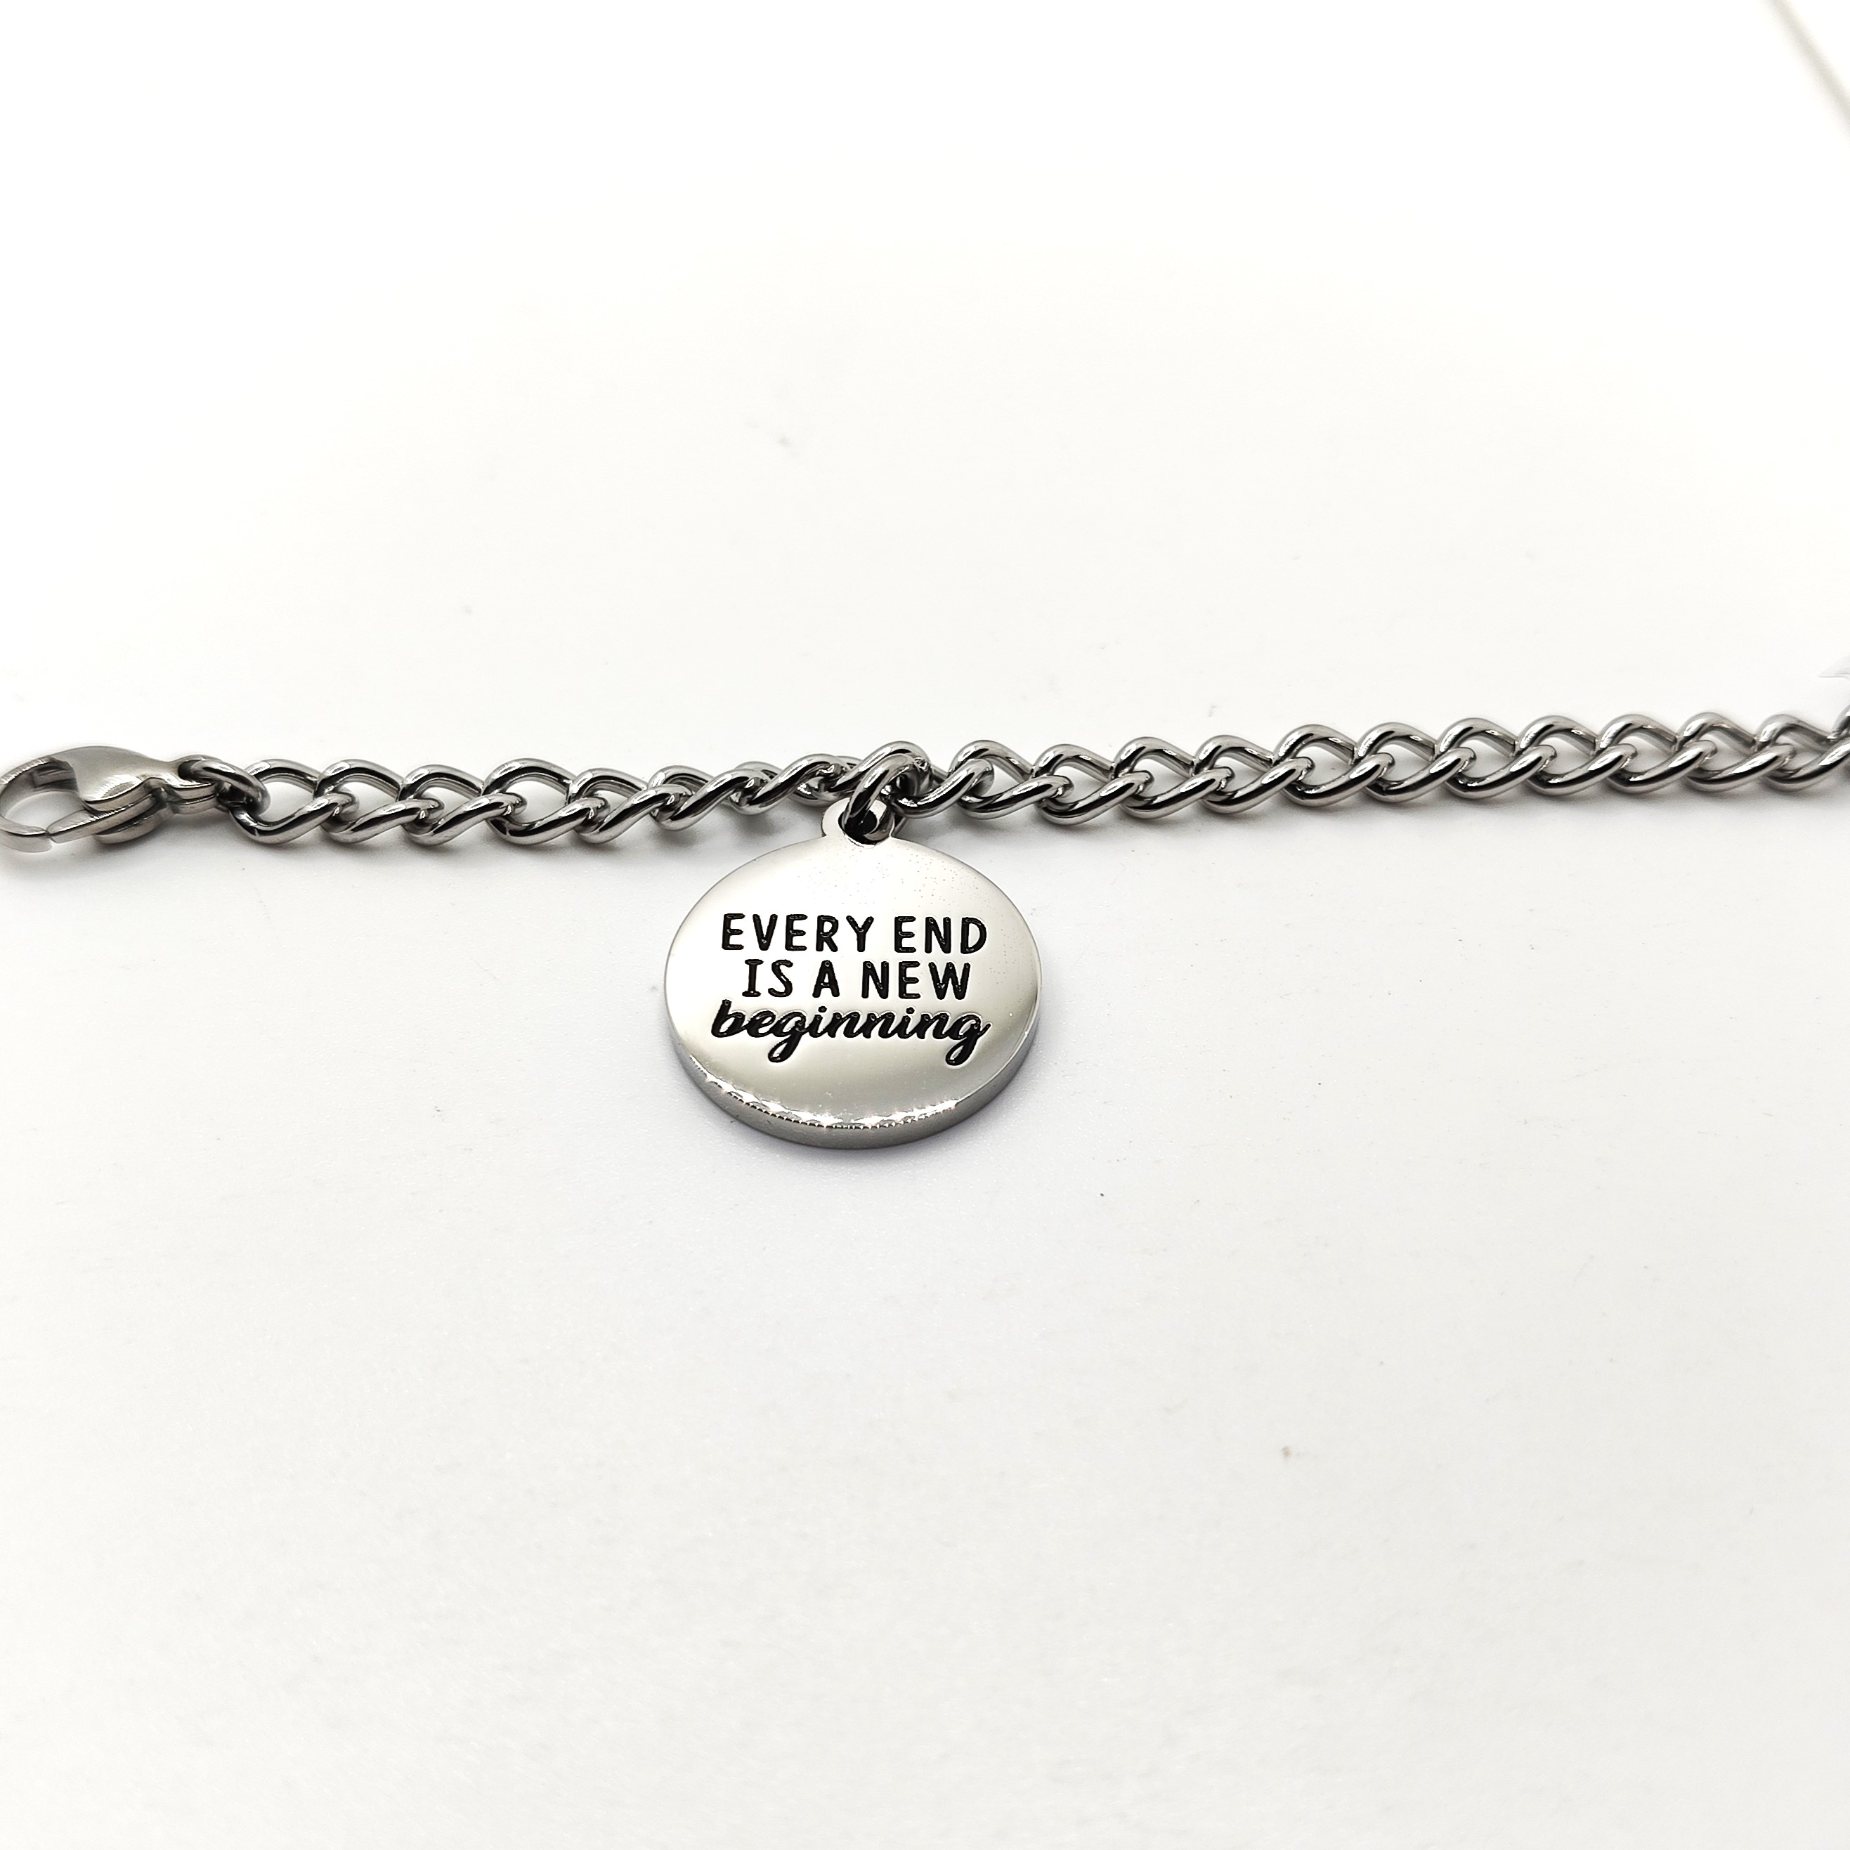 EVERY END
IS A NEW
beginning